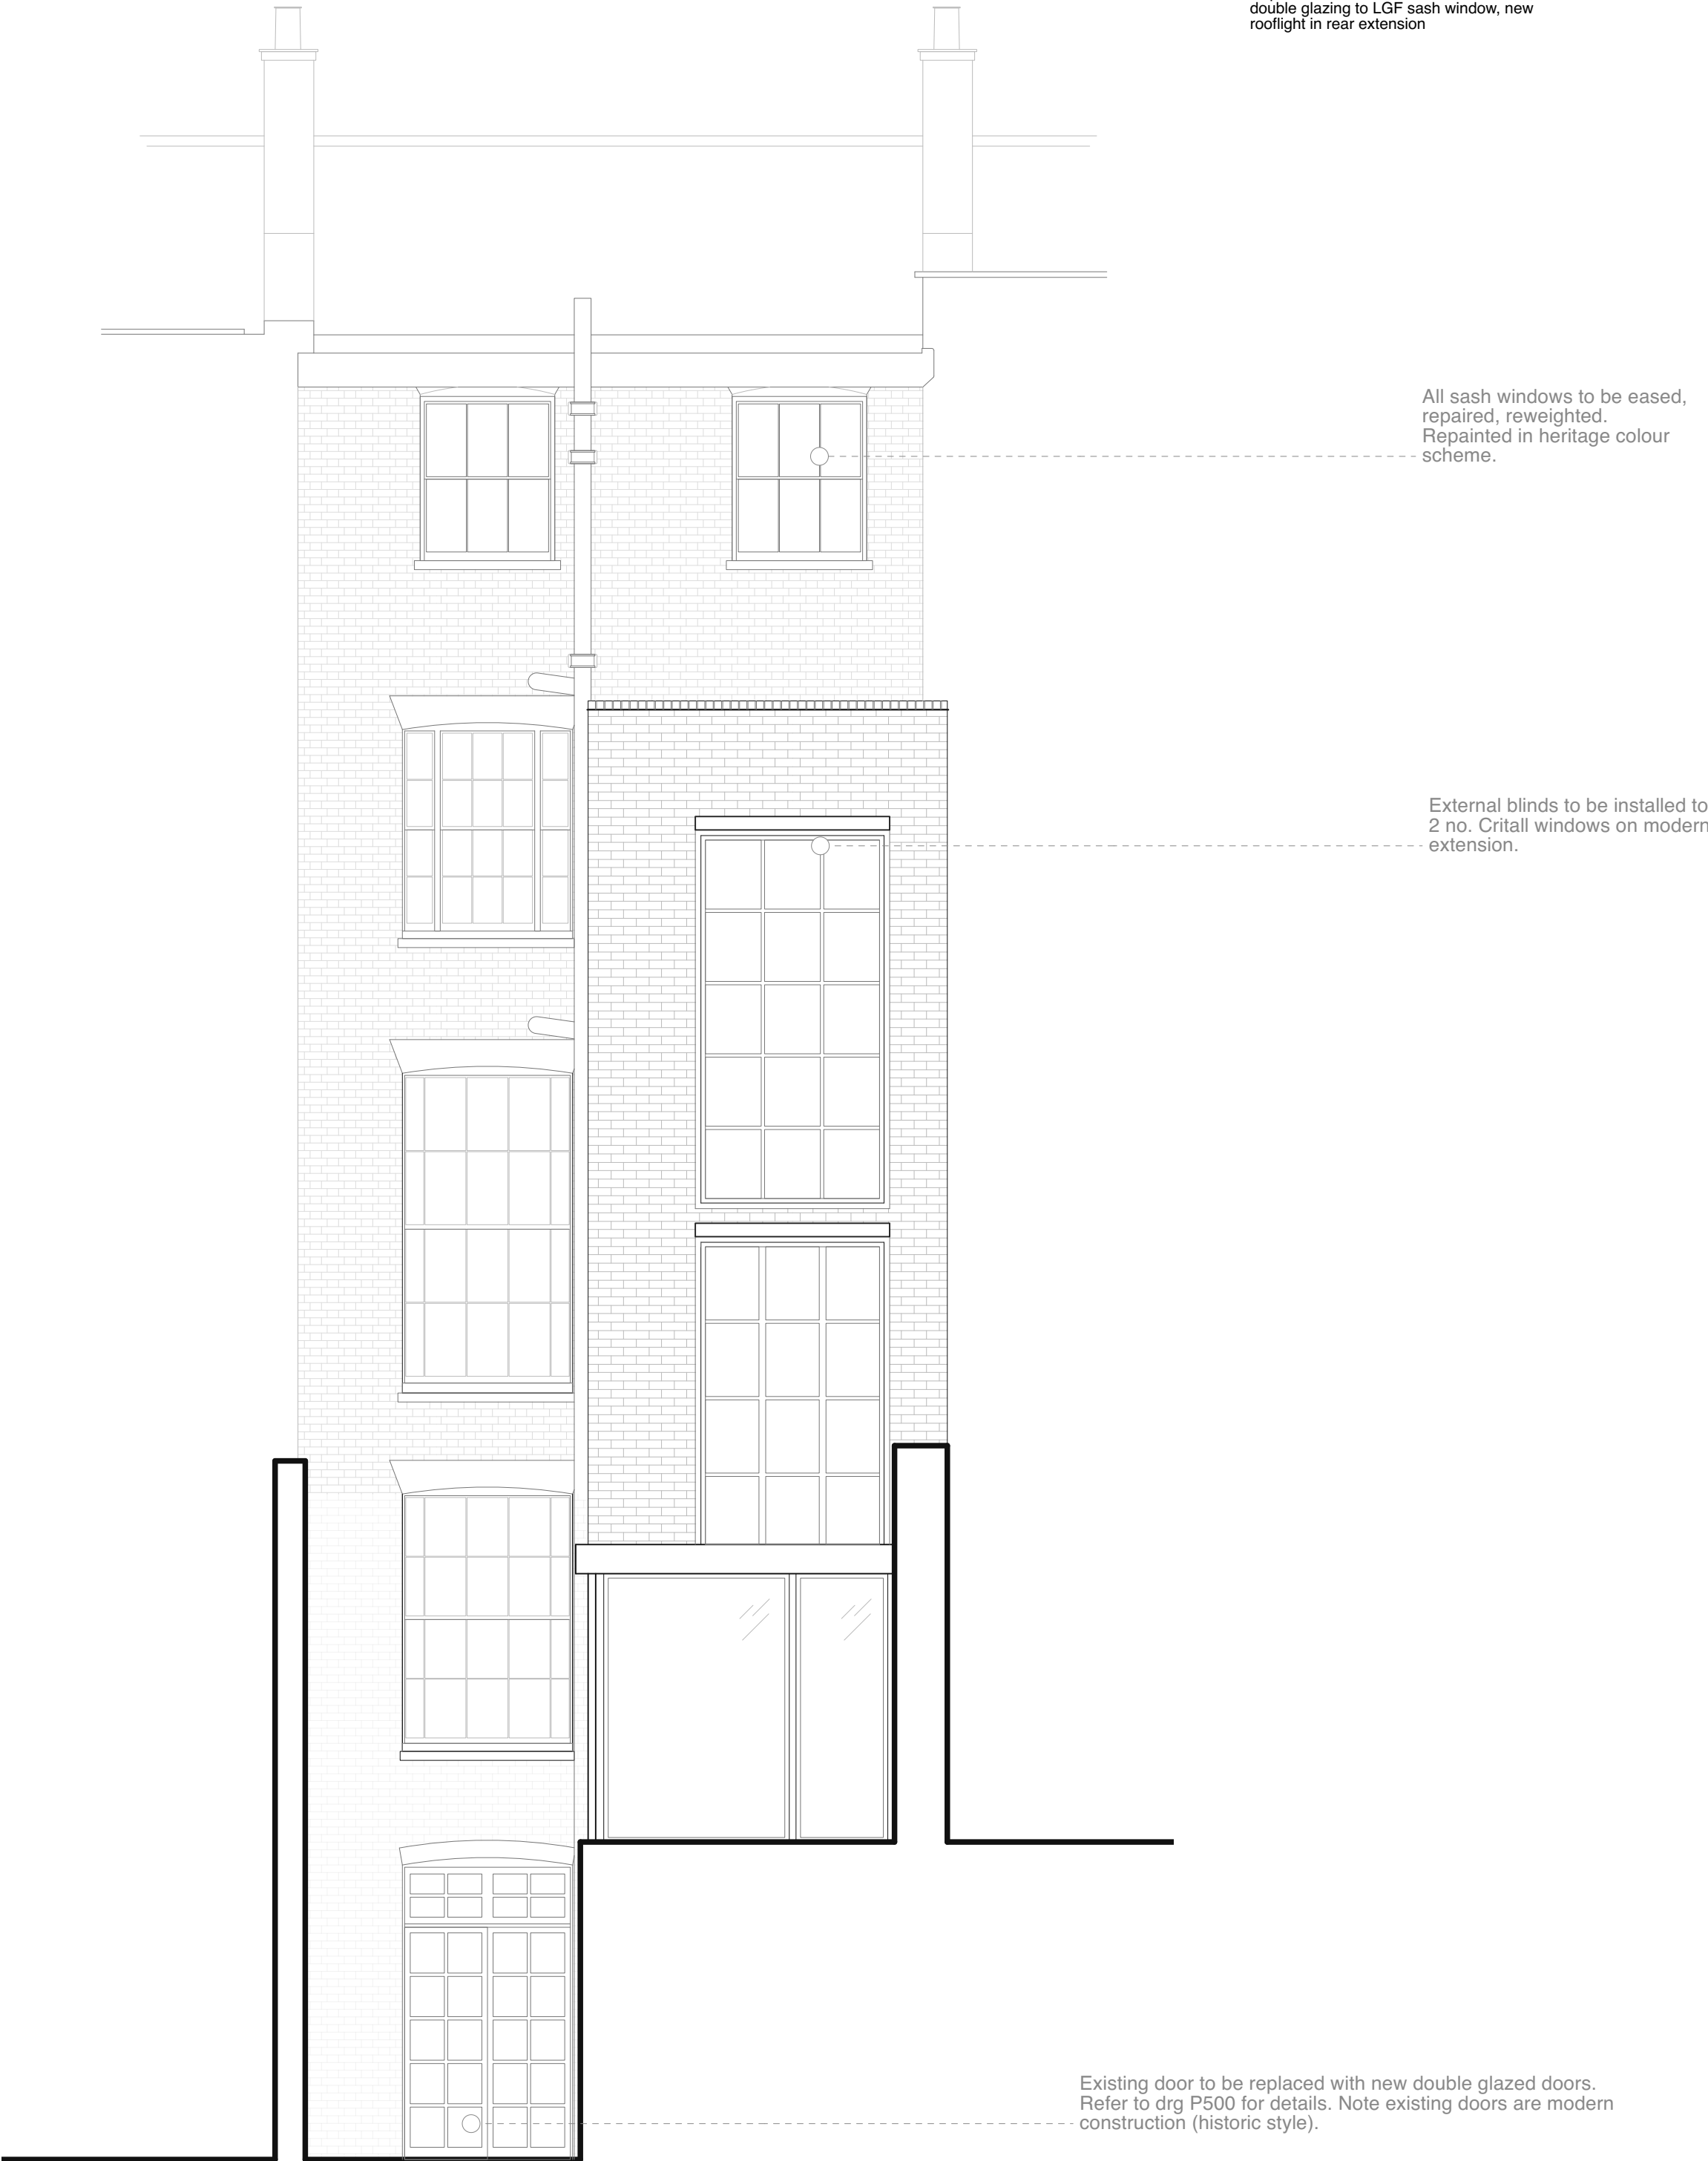 double glazing to LGF sash window, new
rooflight in rear extension
All sash windows to be eased,
repaired, reweighted.
Repainted in heritage colour
scheme.
External blinds to be installed to
2 no. Critall windows on modern
extension.
Existing door to be replaced with new double glazed doors.
Refer to drg P500 for details. Note existing doors are modern
construction (historic style).